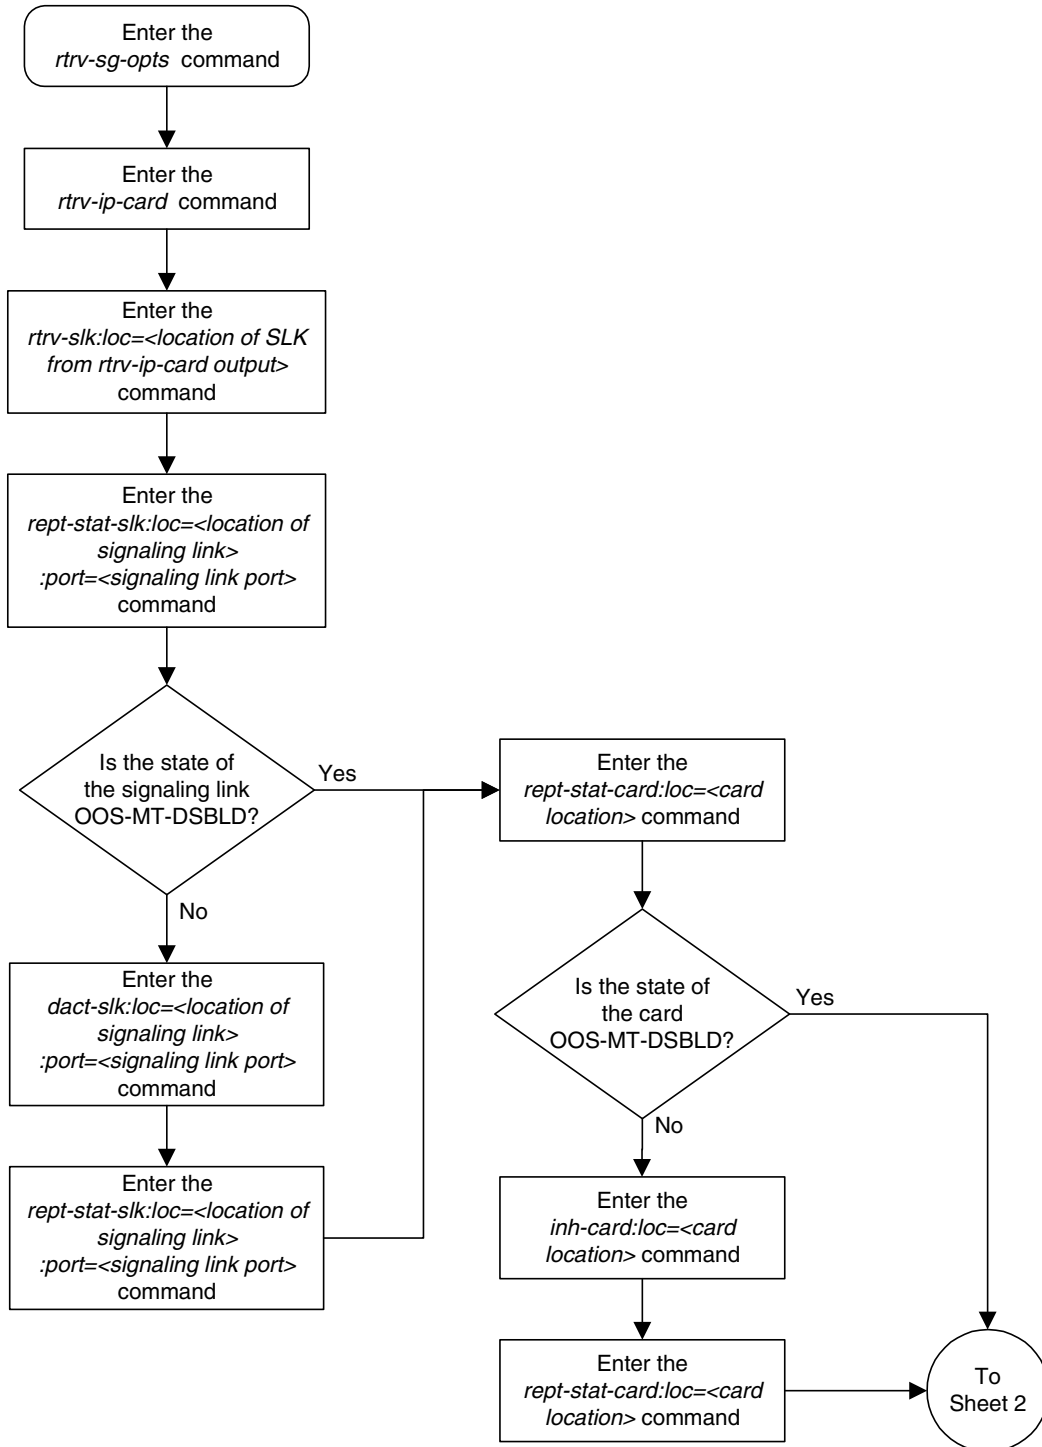 Enter the
rtrv-sg-opts command
Enter the
rtrv-ip-card command
Enter the
rtrv-slk:loc=<location of SLK
from rtrv-ip-card output>
command
Enter the
rept-stat-slk:loc=<location of
signaling link>
:port=<signaling link port>
command
Is the state of
the signaling link
OOS-MT-DSBLD?
Yes
No
Enter the
dact-slk:loc=<location of
signaling link>
:port=<signaling link port>
command
Enter the
rept-stat-slk:loc=<location of
signaling link>
:port=<signaling link port>
command
Enter the
rept-stat-card:loc=<card
location> command
Is the state of
the card
OOS-MT-DSBLD?
Yes
No
Enter the
inh-card:loc=<card
location> command
Enter the
rept-stat-card:loc=<card
location> command
To
Sheet 2